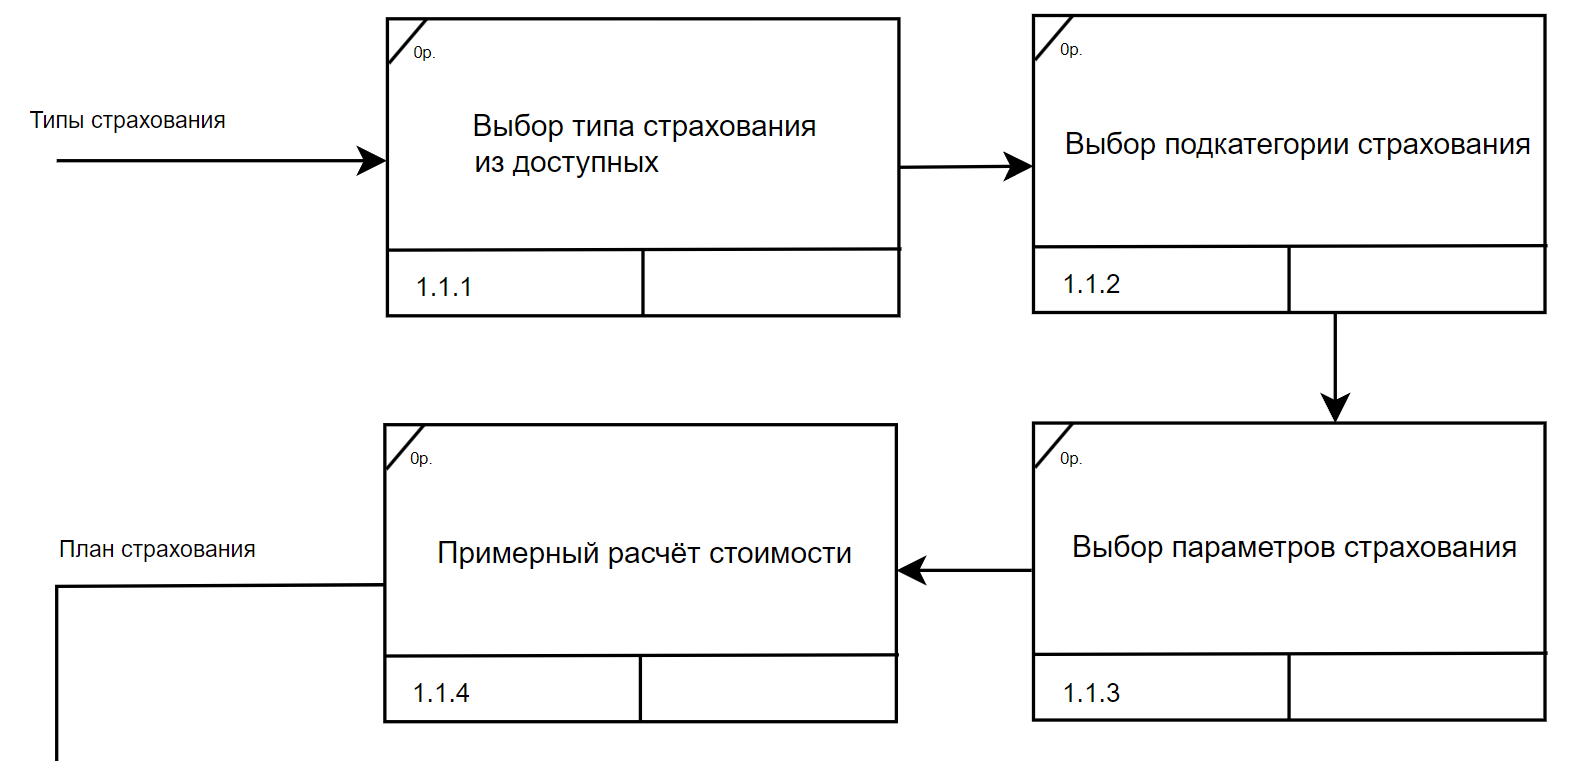 Типы страхования
0р.
Выбор типа страхования
из доступных
1.1.1
0р.
Выбор подкатегории страхования
1.1.2
0р.
Выбор параметров страхования
1.1.3
0р.
Примерный расчёт стоимости
1.1.4
План страхования